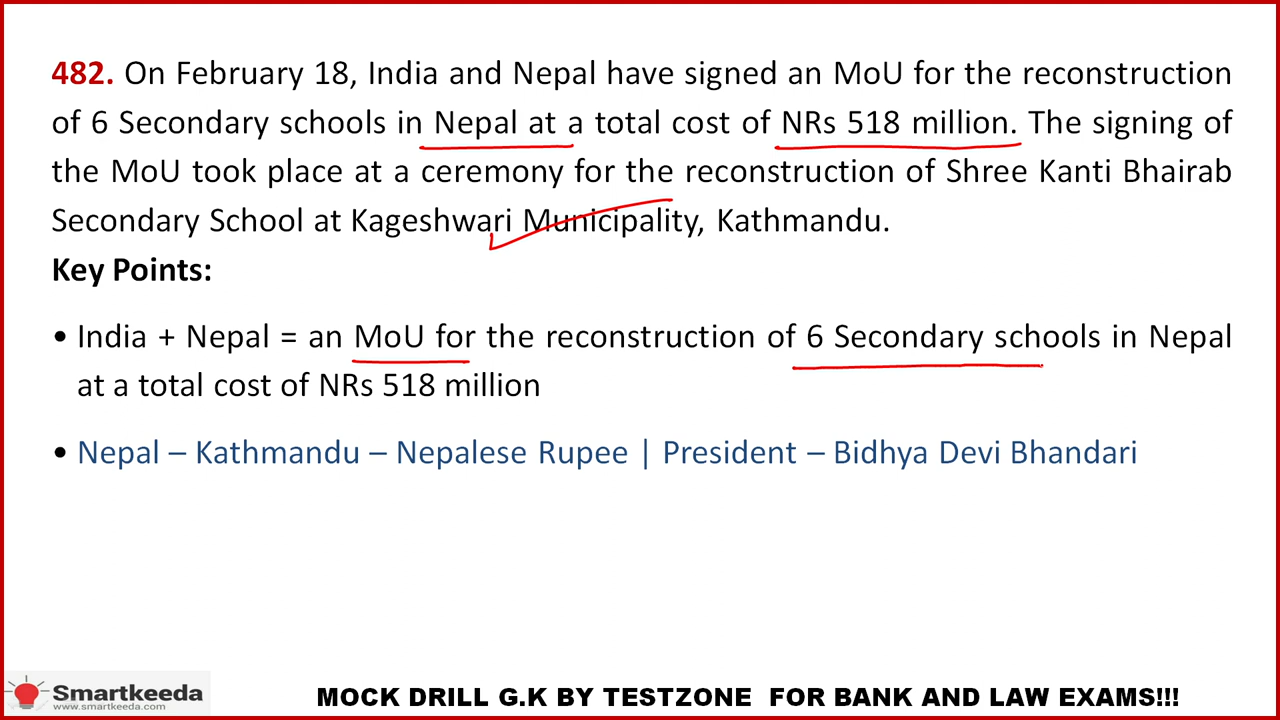 482. On February 18, India and Nepal have signed an MoU for the reconstruction
of 6 Secondary schools in Nepal at a total cost of NRs 518 million. The signing of
the MoU took place at a ceremony for the reconstruction of Shree Kanti Bhairab
Secondary School at Kageshwari Municipality, Kathmandu.
Key Points:
• India + Nepal = an MoU for the reconstruction of 6 Secondary schools in Nepal
at a total cost of NRs 518 million
• Nepal – Kathmandu – Nepalese Rupee | President – Bidhya Devi Bhandari
Smartkeeda
www.smartkeeda.com
MOCK DRILL G.K BY TESTZONE FOR BANK AND LAW EXAMS!!!